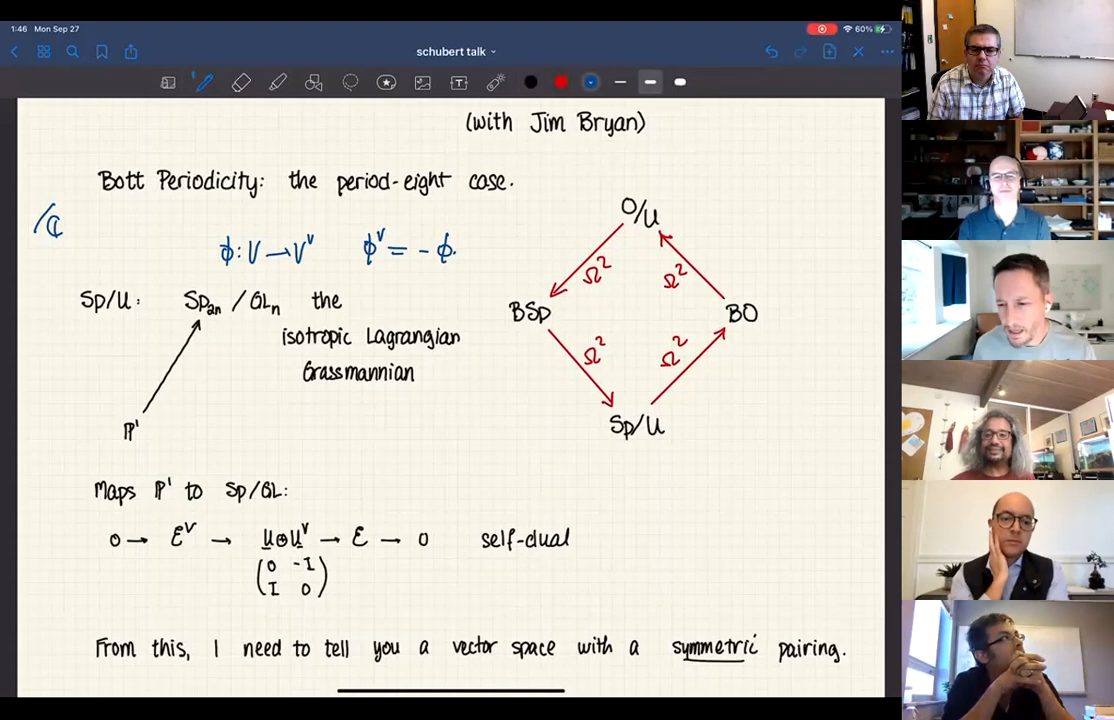 1:46 Mon Sep 27
60%
schubert talk
(with Jim Bryan)
Bott Periodicity: the period-eight case.
/ℂ
ϕ: V → V^∨ ϕ^∨ = - ϕ.
Sp/U: Sp_2n / GL_n the
isotropic Lagrangian
Grassmannian
ℙ¹
O/U
Ω² Ω²
BSp BO
Ω² Ω²
Sp/U
Maps ℙ¹ to Sp/GL:
0 → ℰ^∨ → U⊕U^∨ → ℰ → 0 self-dual
(0 -I
I 0)
From this, I need to tell you a vector space with a symmetric pairing.